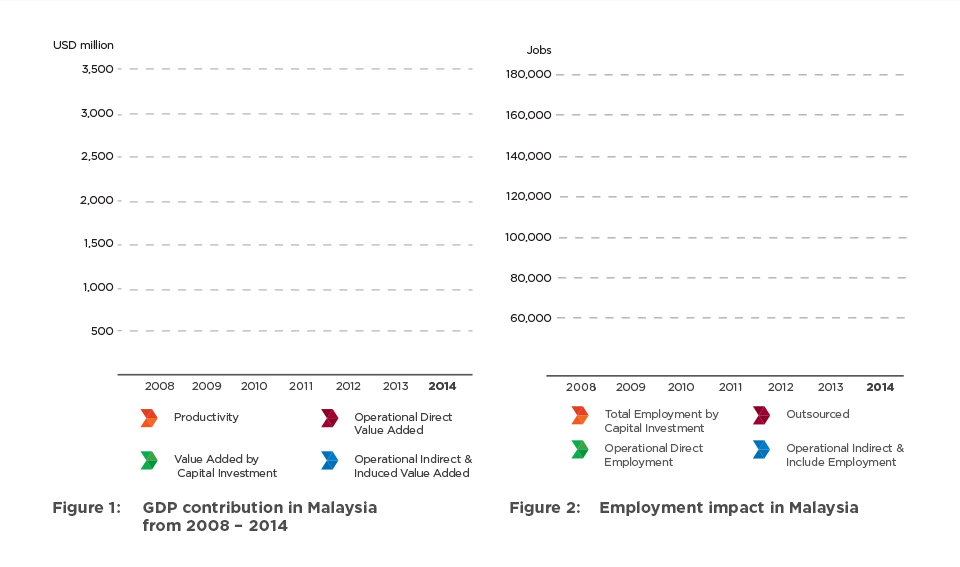 USD million
3,500
3,000
2,500
2,000
1,500
1,000
500
2008 2009 2010 2011 2012 2013 2014
Productivity
Operational Direct
Value Added
Value Added by
Capital Investment
Operational Indirect &
Induced Value Added
Figure 1: GDP contribution in Malaysia
from 2008 – 2014
Jobs
180,000
160,000
140,000
120,000
100,000
80,000
60,000
2008 2009 2010 2011 2012 2013 2014
Total Employment by
Capital Investment
Outsourced
Operational Direct
Employment
Operational Indirect &
Include Employment
Figure 2: Employment impact in Malaysia